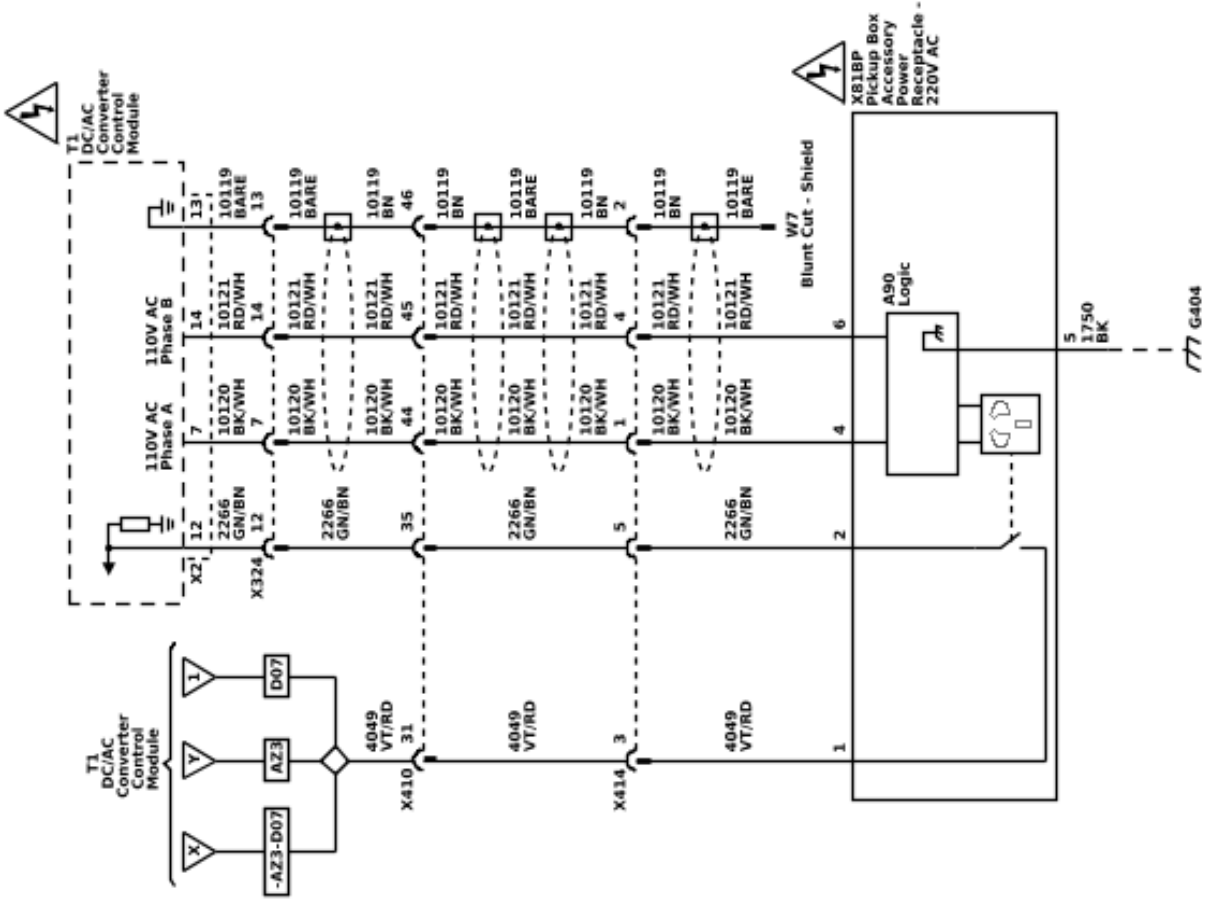 T1
DC/AC
Converter
Control
Module
T1
DC/AC
Converter
Control
Module
X
Y
1
110V AC
Phase A
110V AC
Phase B
X2
12
7
14
13
2266
GN/BN
10120
BK/WH
10121
RD/WH
10119
BARE
X324
12
7
14
13
-AZ3-D07
AZ3
D07
2266
GN/BN
10120
BK/WH
10121
RD/WH
10119
BARE
4049
VT/RD
10120
BK/WH
10121
RD/WH
10119
BN
X410
31
35
44
45
46
10120
BK/WH
10121
RD/WH
10119
BN
4049
VT/RD
2266
GN/BN
10120
BK/WH
10121
RD/WH
10119
BARE
10120
BK/WH
10121
RD/WH
10119
BN
X414
3
5
1
4
2
10120
BK/WH
10121
RD/WH
10119
BN
4049
VT/RD
2266
GN/BN
10120
BK/WH
10121
RD/WH
10119
BARE
W7
Blunt Cut - Shield
1
2
4
6
X81BP
Pickup Box
Accessory
Power
Receptacle -
220V AC
A90
Logic
5
1750
BK
G404